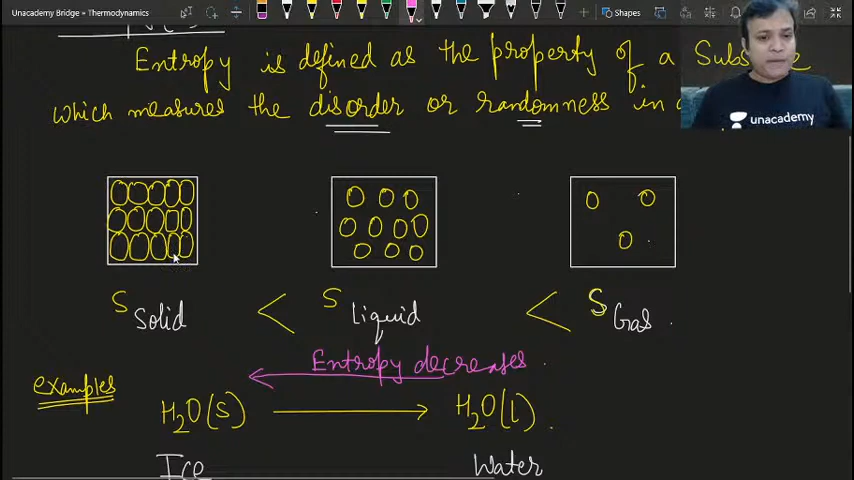 Unacademy Bridge + Thermodynamics
Shapes
Entropy is defined as the property of a
which measures the disorder or randomness in a
unacademy
S Solid < S Liquid < S Gas
Entropy decreases
examples
H₂O(s) → H₂O(l)
Ice Water